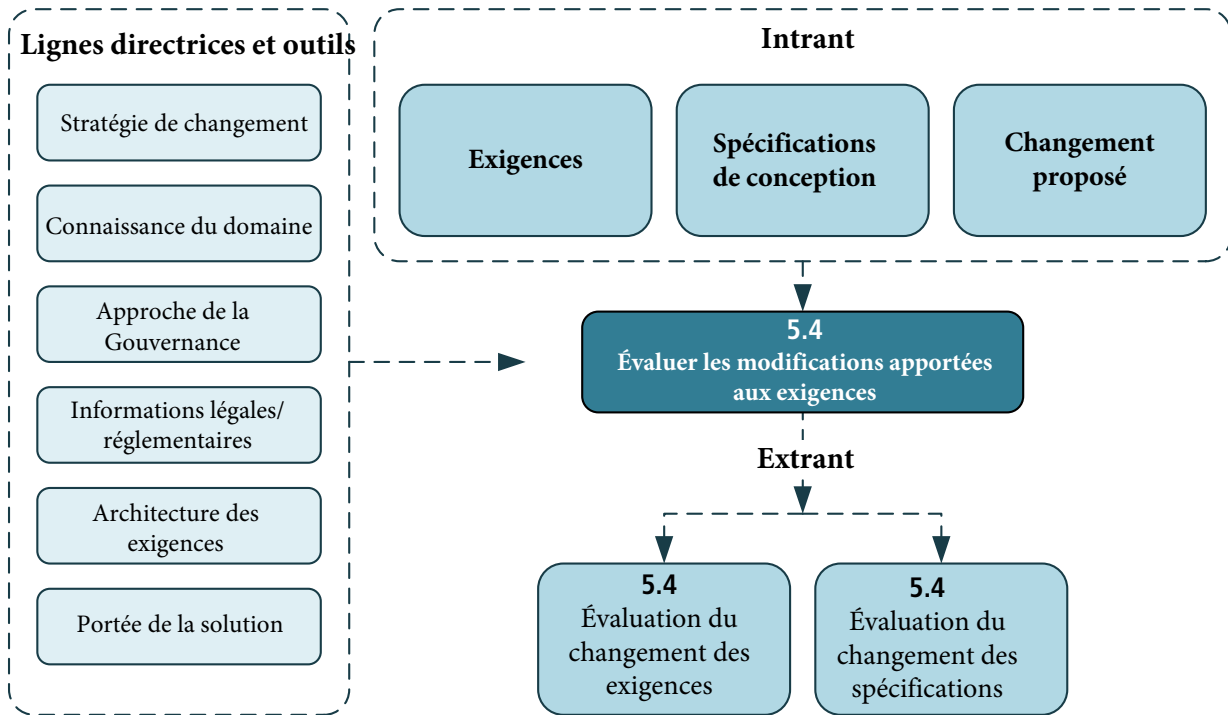 Lignes directrices et outils
Stratégie de changement
Connaissance du domaine
Approche de la
Gouvernance
Informations légales/
réglementaires
Architecture des
exigences
Portée de la solution
Intrant
Exigences
Spécifications
de conception
Changement
proposé
5.4
Évaluer les modifications apportées
aux exigences
Extrant
5.4
Évaluation du
changement des
exigences
5.4
Évaluation du
changement des
spécifications